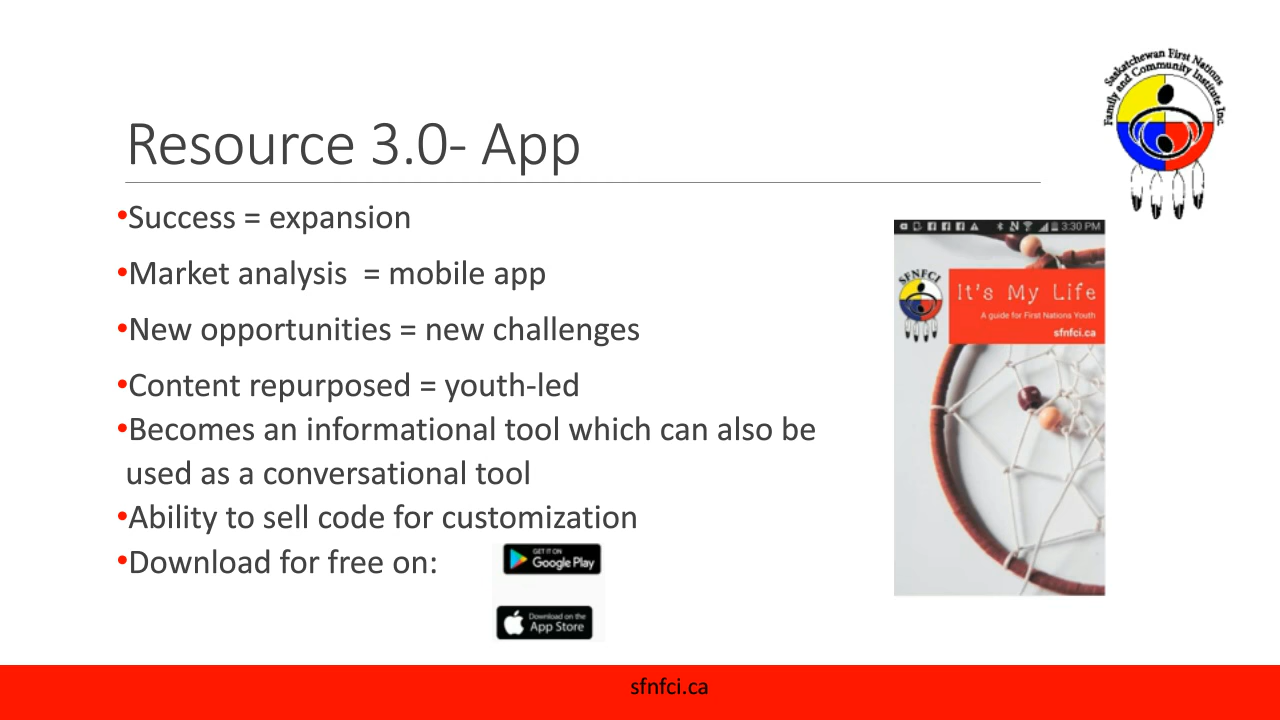 Saskatchewan First Nations
Family and Community Institute Inc.
Resource 3.0- App
•Success = expansion
•Market analysis  = mobile app
•New opportunities = new challenges
•Content repurposed = youth-led
•Becomes an informational tool which can also be
used as a conversational tool
•Ability to sell code for customization
•Download for free on:
GET IT ON
Google Play
Download on the
App Store
3:30 PM
SFNFCI
It's My Life
A guide for First Nations Youth
sfnfci.ca
sfnfci.ca